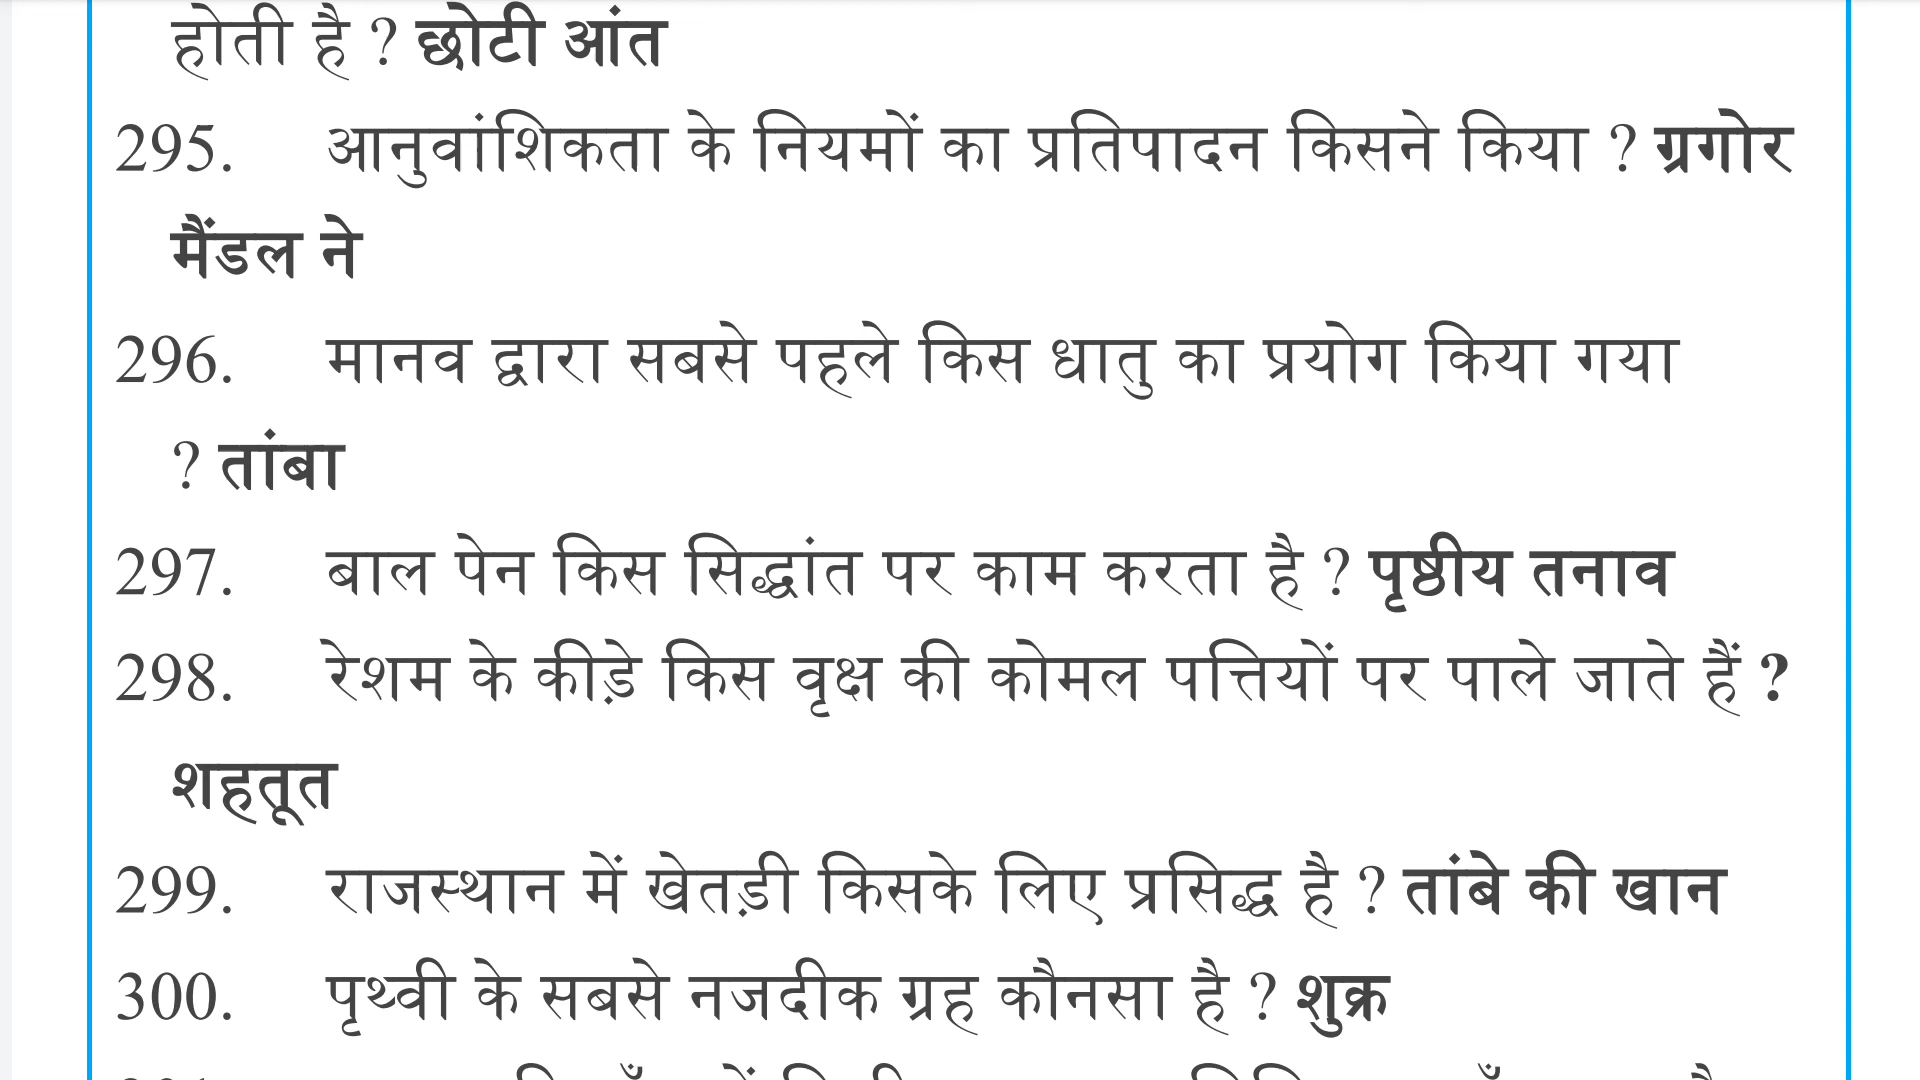 होती है ? छोटी आंत
295. आनुवांशिकता के नियमों का प्रतिपादन किसने किया ? ग्रगोर
मैंडल ने
296. मानव द्वारा सबसे पहले किस धातु का प्रयोग किया गया
? तांबा
297. बाल पेन किस सिद्धांत पर काम करता है ? पृष्ठीय तनाव
298. रेशम के कीड़े किस वृक्ष की कोमल पत्तियों पर पाले जाते हैं ?
शहतूत
299. राजस्थान में खेतड़ी किसके लिए प्रसिद्ध है ? तांबे की खान
300. पृथ्वी के सबसे नजदीक ग्रह कौनसा है ? शुक्र